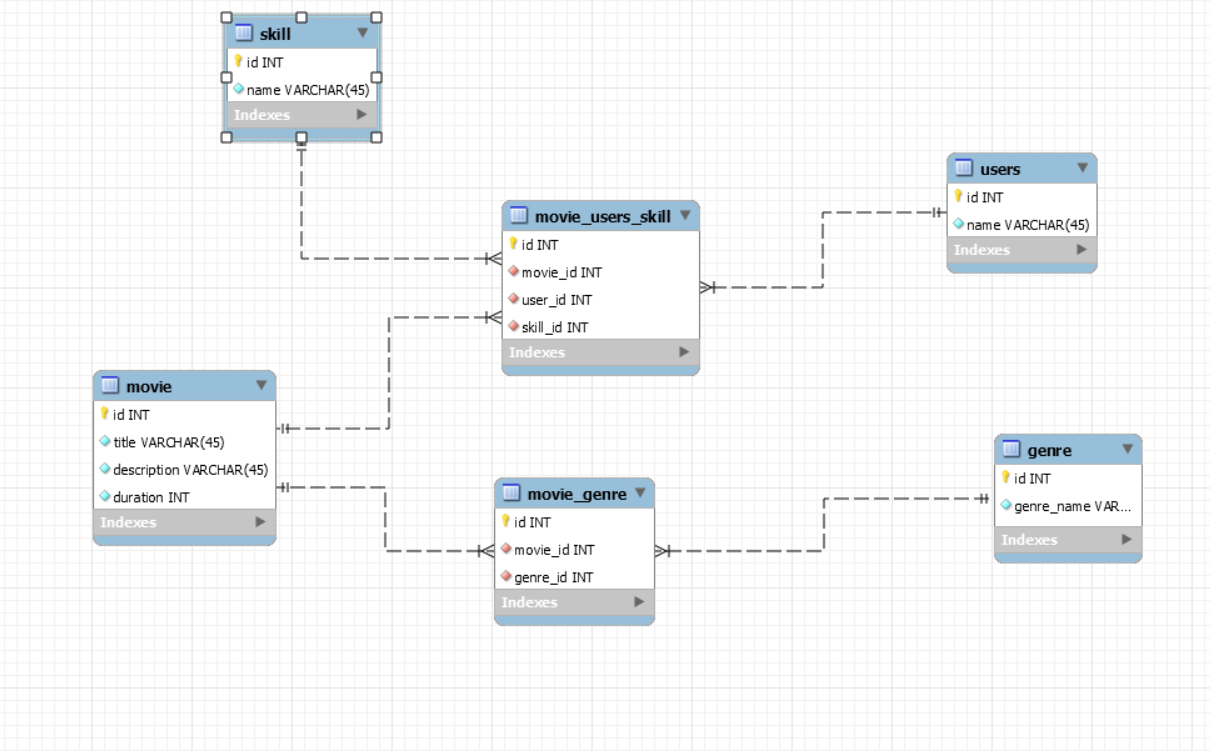 skill
id INT
name VARCHAR(45)
Indexes
users
id INT
name VARCHAR(45)
Indexes
movie_users_skill
id INT
movie_id INT
user_id INT
skill_id INT
Indexes
movie
id INT
title VARCHAR(45)
description VARCHAR(45)
duration INT
Indexes
movie_genre
id INT
movie_id INT
genre_id INT
Indexes
genre
id INT
genre_name VAR...
Indexes